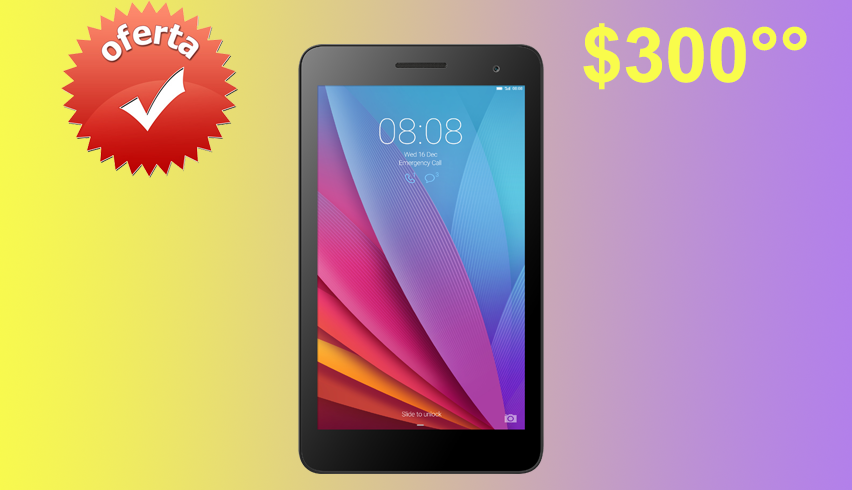 oferta
$300°°
08:08
Wed 16 Dec
Emergency Call
Slide to unlock